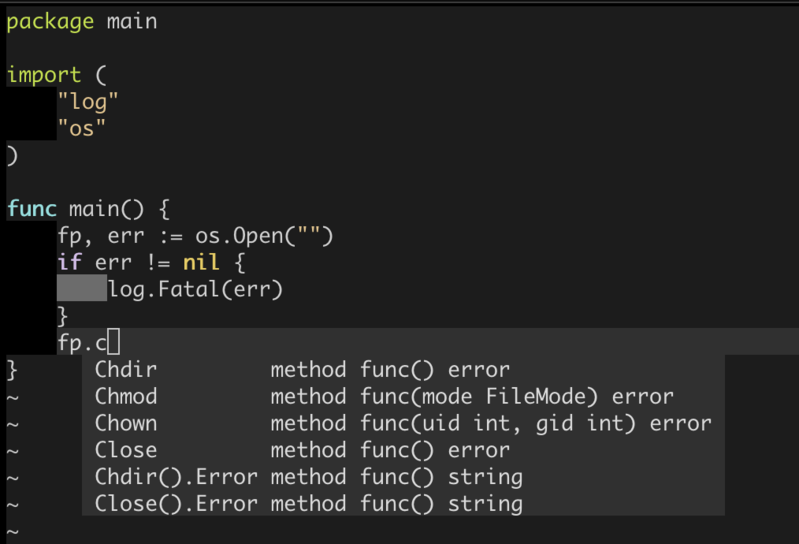 package main
import (
"log"
"os"
)
func main() {
fp, err := os.Open("")
if err != nil {
log.Fatal(err)
}
fp.c
} Chdir method func() error
~ Chmod method func(mode FileMode) error
~ Chown method func(uid int, gid int) error
~ Close method func() error
~ Chdir().Error method func() string
~ Close().Error method func() string
~